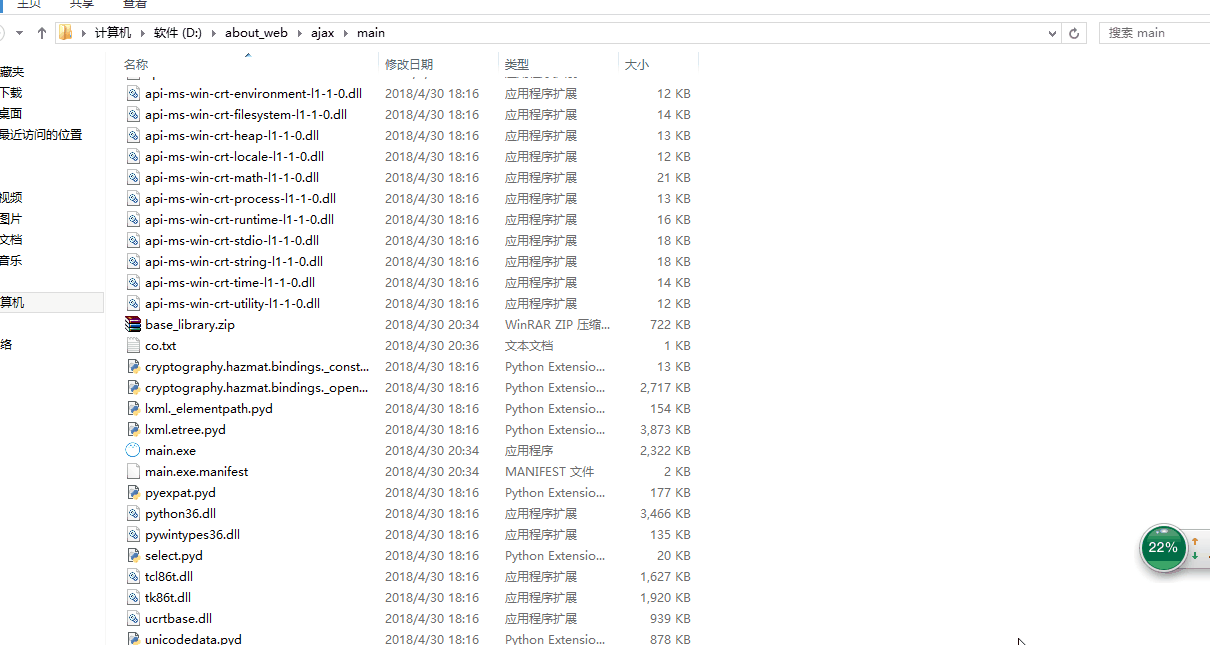 主页 共享 查看
计算机 软件 (D:) about_web ajax main 搜索 main
名称 修改日期 类型 大小
藏夹
下载
桌面
最近访问的位置
视频
图片
文档
音乐
算机
络
api-ms-win-crt-environment-l1-1-0.dll 2018/4/30 18:16 应用程序扩展 12 KB
api-ms-win-crt-filesystem-l1-1-0.dll 2018/4/30 18:16 应用程序扩展 14 KB
api-ms-win-crt-heap-l1-1-0.dll 2018/4/30 18:16 应用程序扩展 13 KB
api-ms-win-crt-locale-l1-1-0.dll 2018/4/30 18:16 应用程序扩展 12 KB
api-ms-win-crt-math-l1-1-0.dll 2018/4/30 18:16 应用程序扩展 21 KB
api-ms-win-crt-process-l1-1-0.dll 2018/4/30 18:16 应用程序扩展 13 KB
api-ms-win-crt-runtime-l1-1-0.dll 2018/4/30 18:16 应用程序扩展 16 KB
api-ms-win-crt-stdio-l1-1-0.dll 2018/4/30 18:16 应用程序扩展 18 KB
api-ms-win-crt-string-l1-1-0.dll 2018/4/30 18:16 应用程序扩展 18 KB
api-ms-win-crt-time-l1-1-0.dll 2018/4/30 18:16 应用程序扩展 14 KB
api-ms-win-crt-utility-l1-1-0.dll 2018/4/30 18:16 应用程序扩展 12 KB
base_library.zip 2018/4/30 20:34 WinRAR ZIP 压缩... 722 KB
co.txt 2018/4/30 20:36 文本文档 1 KB
cryptography.hazmat.bindings._const... 2018/4/30 18:16 Python Extensio... 13 KB
cryptography.hazmat.bindings._open... 2018/4/30 18:16 Python Extensio... 2,717 KB
lxml._elementpath.pyd 2018/4/30 18:16 Python Extensio... 154 KB
lxml.etree.pyd 2018/4/30 18:16 Python Extensio... 3,873 KB
main.exe 2018/4/30 20:34 应用程序 2,322 KB
main.exe.manifest 2018/4/30 20:34 MANIFEST 文件 2 KB
pyexpat.pyd 2018/4/30 18:16 Python Extensio... 177 KB
python36.dll 2018/4/30 18:16 应用程序扩展 3,466 KB
pywintypes36.dll 2018/4/30 18:16 应用程序扩展 135 KB
select.pyd 2018/4/30 18:16 Python Extensio... 20 KB
tcl86t.dll 2018/4/30 18:16 应用程序扩展 1,627 KB
tk86t.dll 2018/4/30 18:16 应用程序扩展 1,920 KB
ucrtbase.dll 2018/4/30 18:16 应用程序扩展 939 KB
unicodedata.pyd 2018/4/30 18:16 Python Extensio... 878 KB
22%